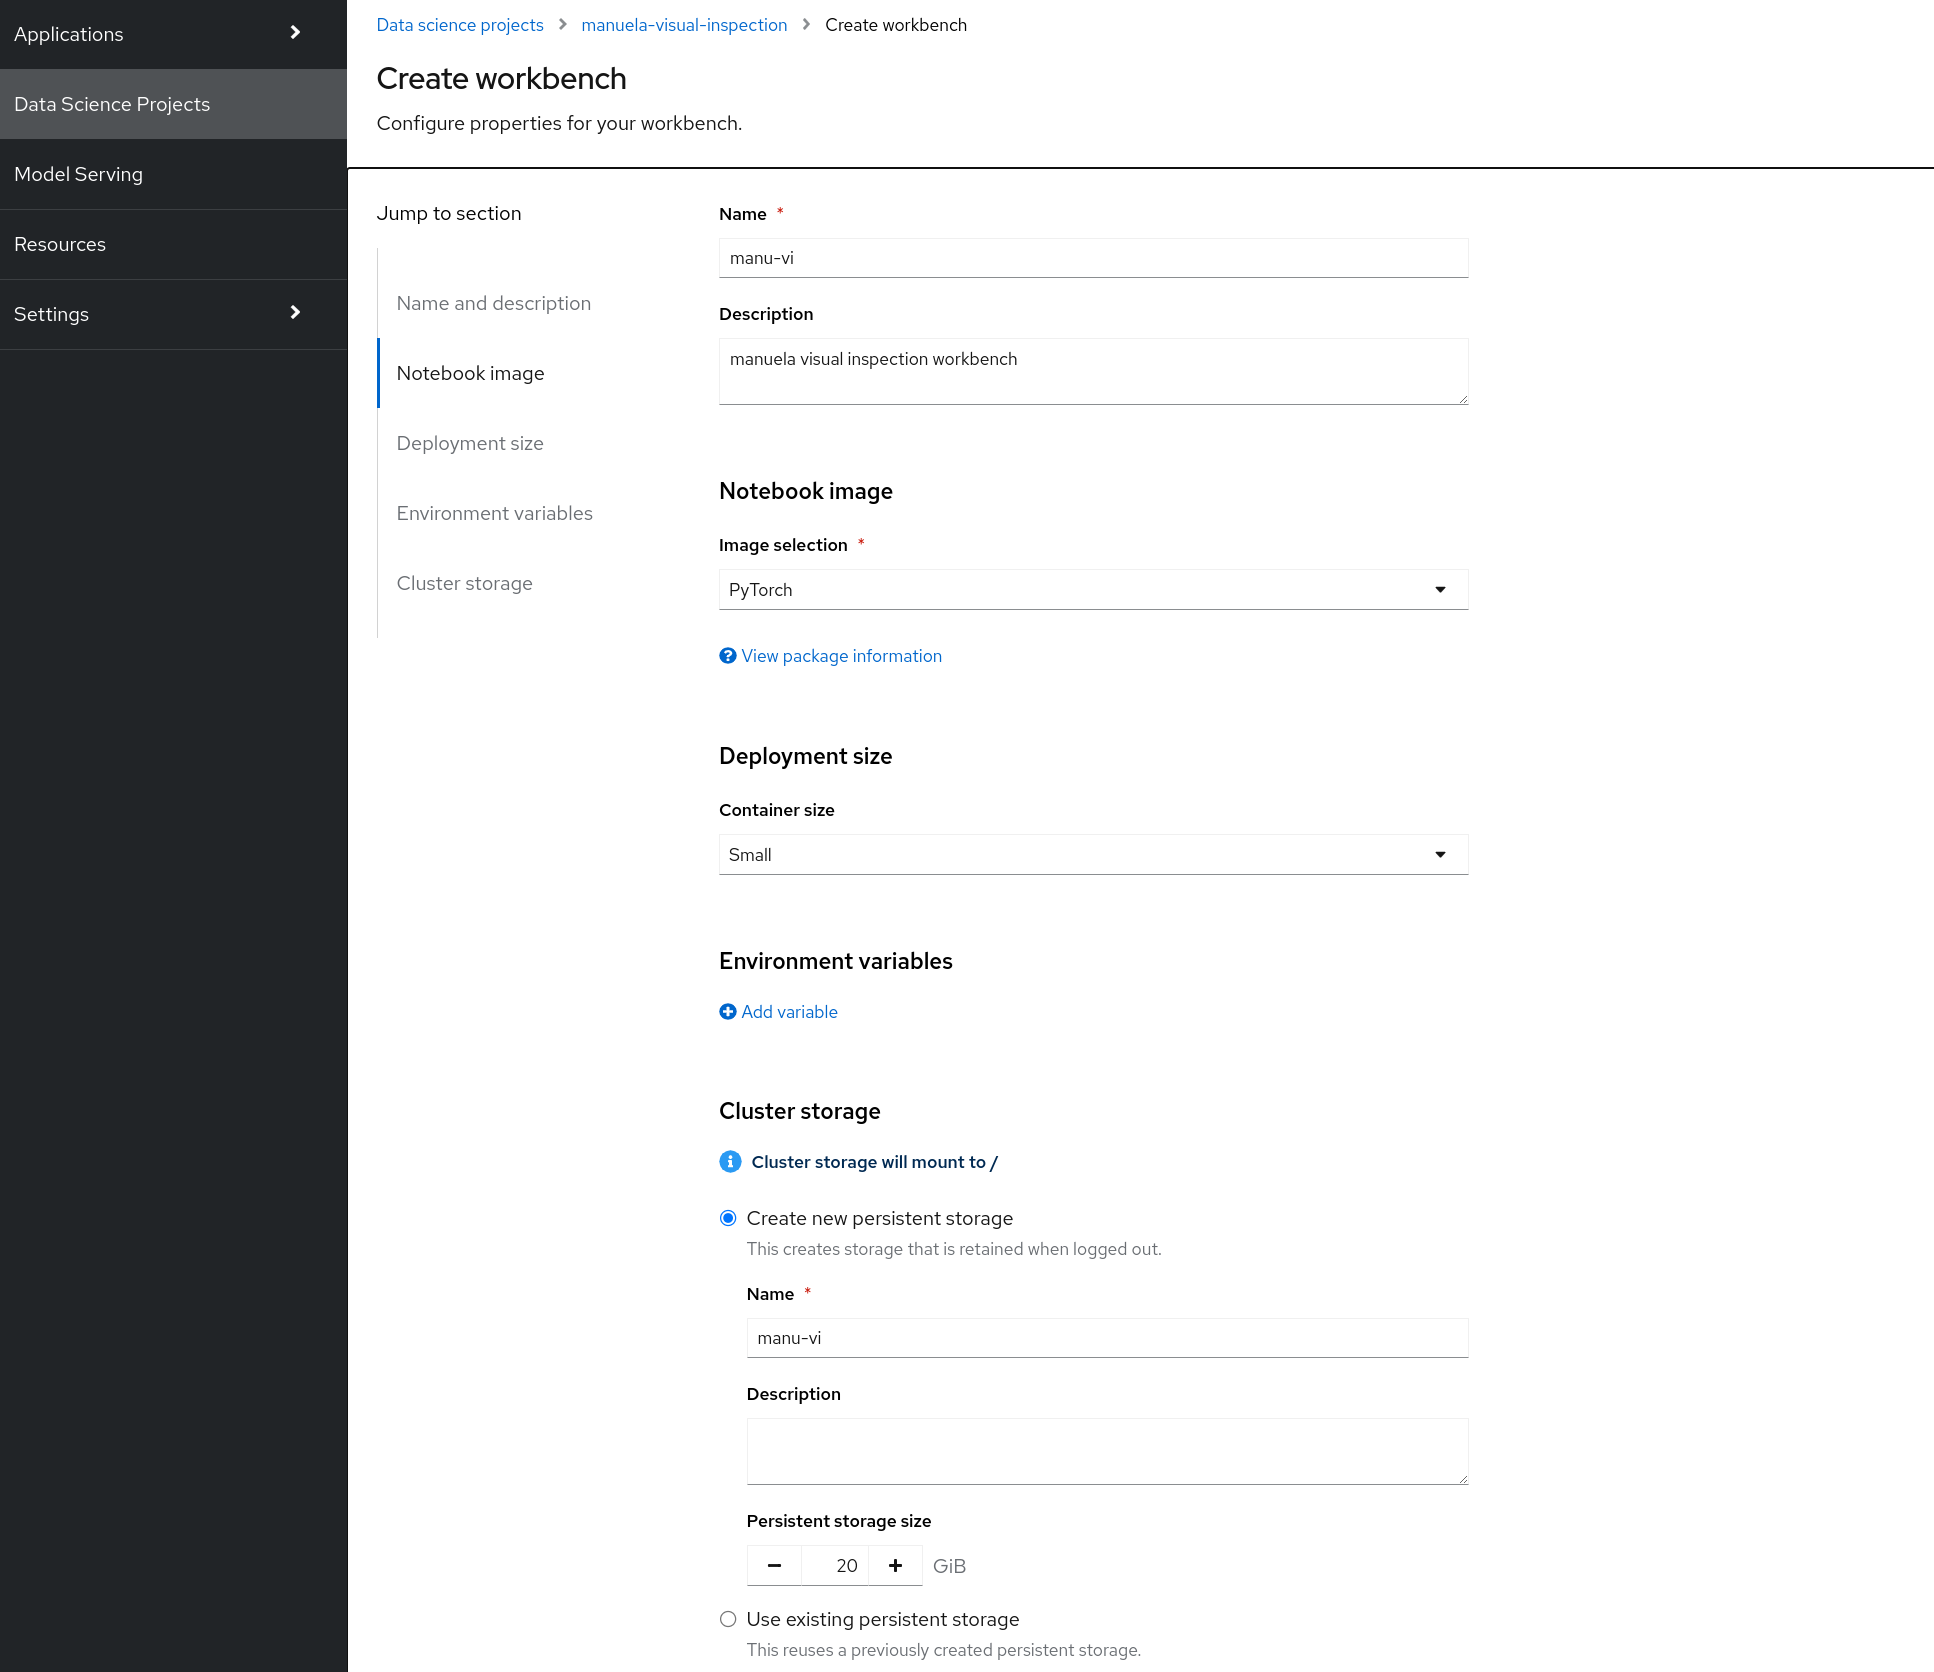 Applications
Data Science Projects
Model Serving
Resources
Settings
Data science projects > manuela-visual-inspection > Create workbench
Create workbench
Configure properties for your workbench.
Jump to section
Name and description
Notebook image
Deployment size
Environment variables
Cluster storage
Name *
manu-vi
Description
manuela visual inspection workbench
Notebook image
Image selection *
PyTorch
View package information
Deployment size
Container size
Small
Environment variables
Add variable
Cluster storage
Cluster storage will mount to /
Create new persistent storage
This creates storage that is retained when logged out.
Name *
manu-vi
Description
Persistent storage size
20 GiB
Use existing persistent storage
This reuses a previously created persistent storage.